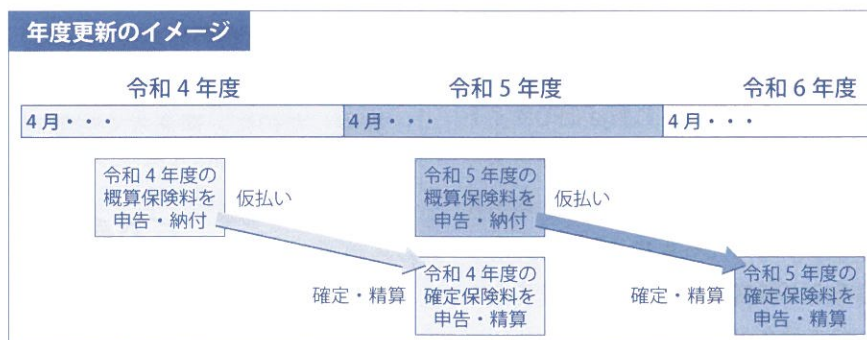 年度更新のイメージ
令和4年度
令和5年度
令和6年度
4月・・・
4月・・・
4月・・・
令和4年度の
概算保険料を
申告・納付
仮払い
令和5年度の
概算保険料を
申告・納付
仮払い
確定・精算
令和4年度の
確定保険料を
申告・精算
確定・精算
令和5年度の
確定保険料を
申告・精算